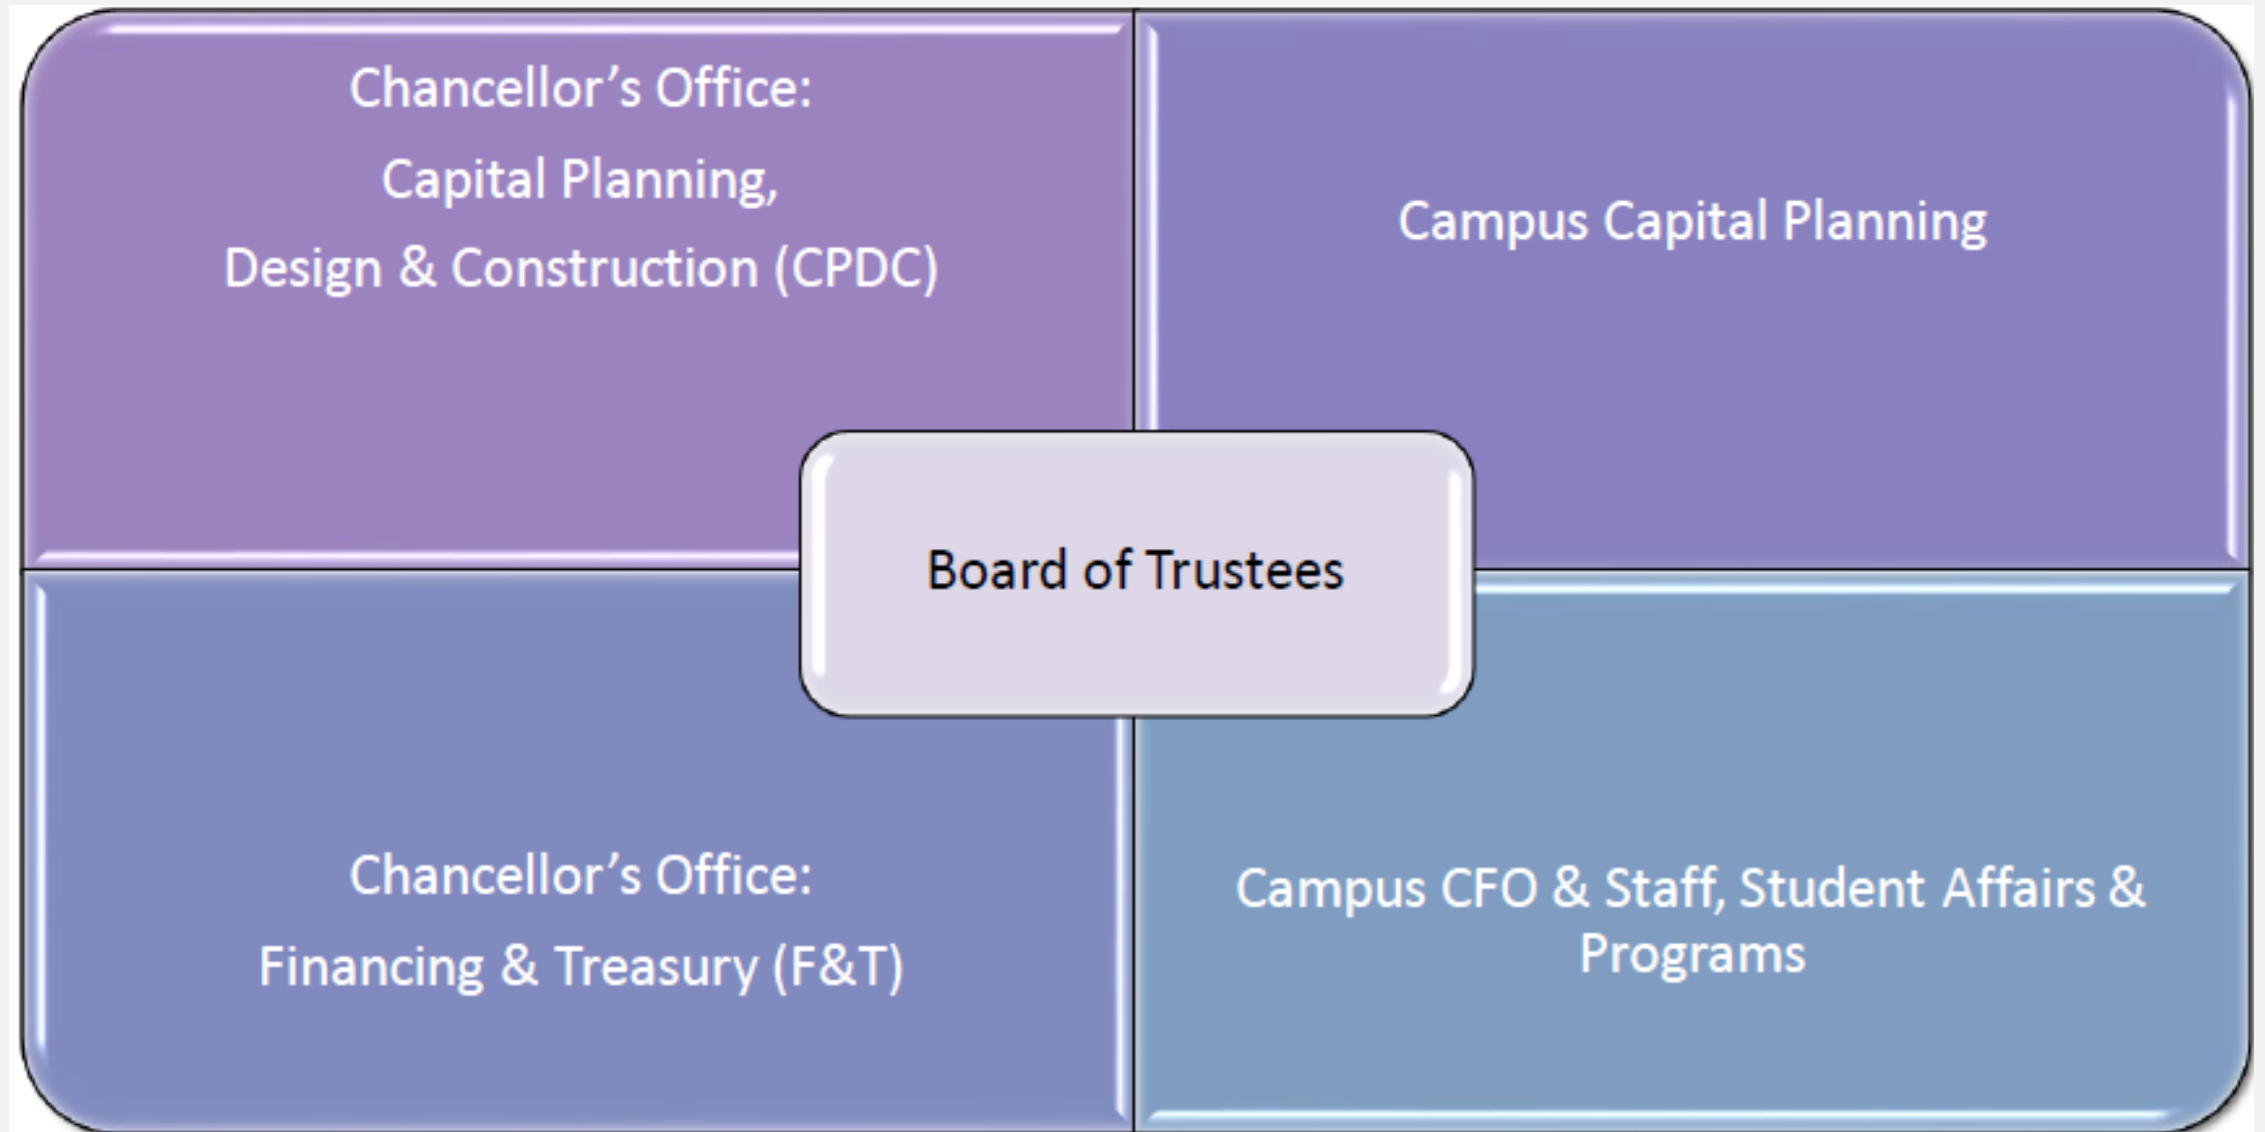 Chancellor’s Office:
Capital Planning,
Design & Construction (CPDC)
Campus Capital Planning
Board of Trustees
Chancellor’s Office:
Financing & Treasury (F&T)
Campus CFO & Staff, Student Affairs &
Programs